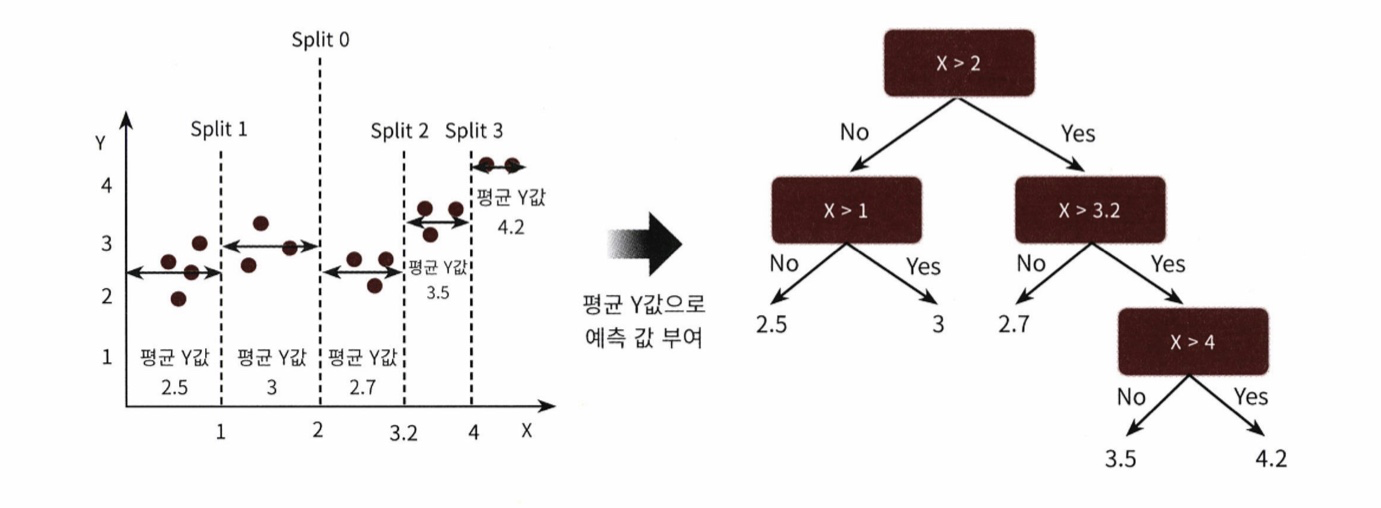 Split 0
Split 1
Split 2
Split 3
Y
4
3
2
1
평균 Y값
4.2
평균 Y값
3.5
평균 Y값
2.5
평균 Y값
3
평균 Y값
2.7
1
2
3.2
4
X
평균 Y값으로
예측 값 부여
X > 2
No
Yes
X > 1
X > 3.2
No
Yes
No
Yes
2.5
3
2.7
X > 4
No
Yes
3.5
4.2